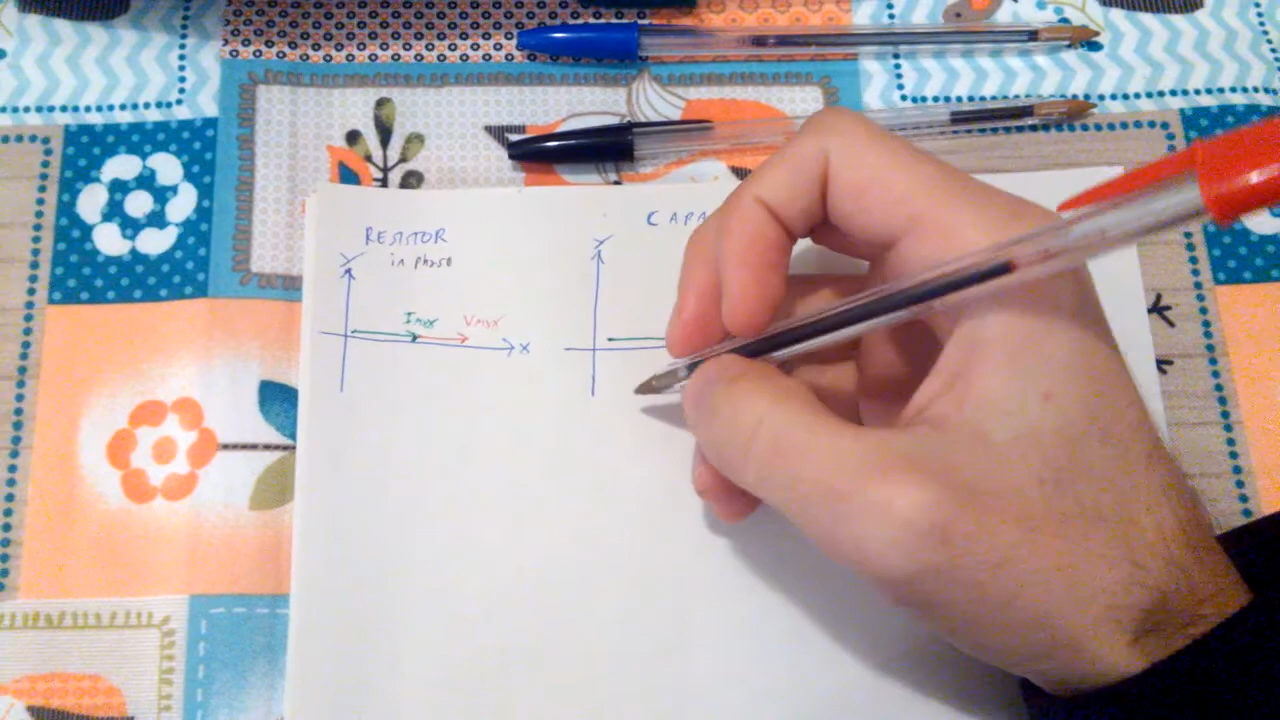 RESISTOR
in phase
Y
Imax Vmax
X
CAPA
Y